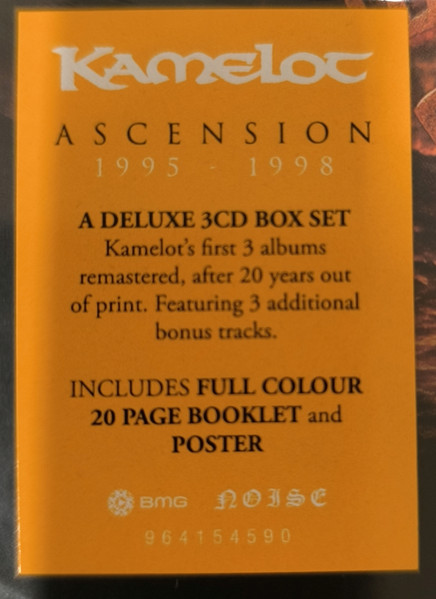 KAMELOT
ASCENSION
1995 - 1998
A DELUXE 3CD BOX SET
Kamelot's first 3 albums
remastered, after 20 years out
of print. Featuring 3 additional
bonus tracks.
INCLUDES FULL COLOUR
20 PAGE BOOKLET and
POSTER
BMG NOISE
964154590